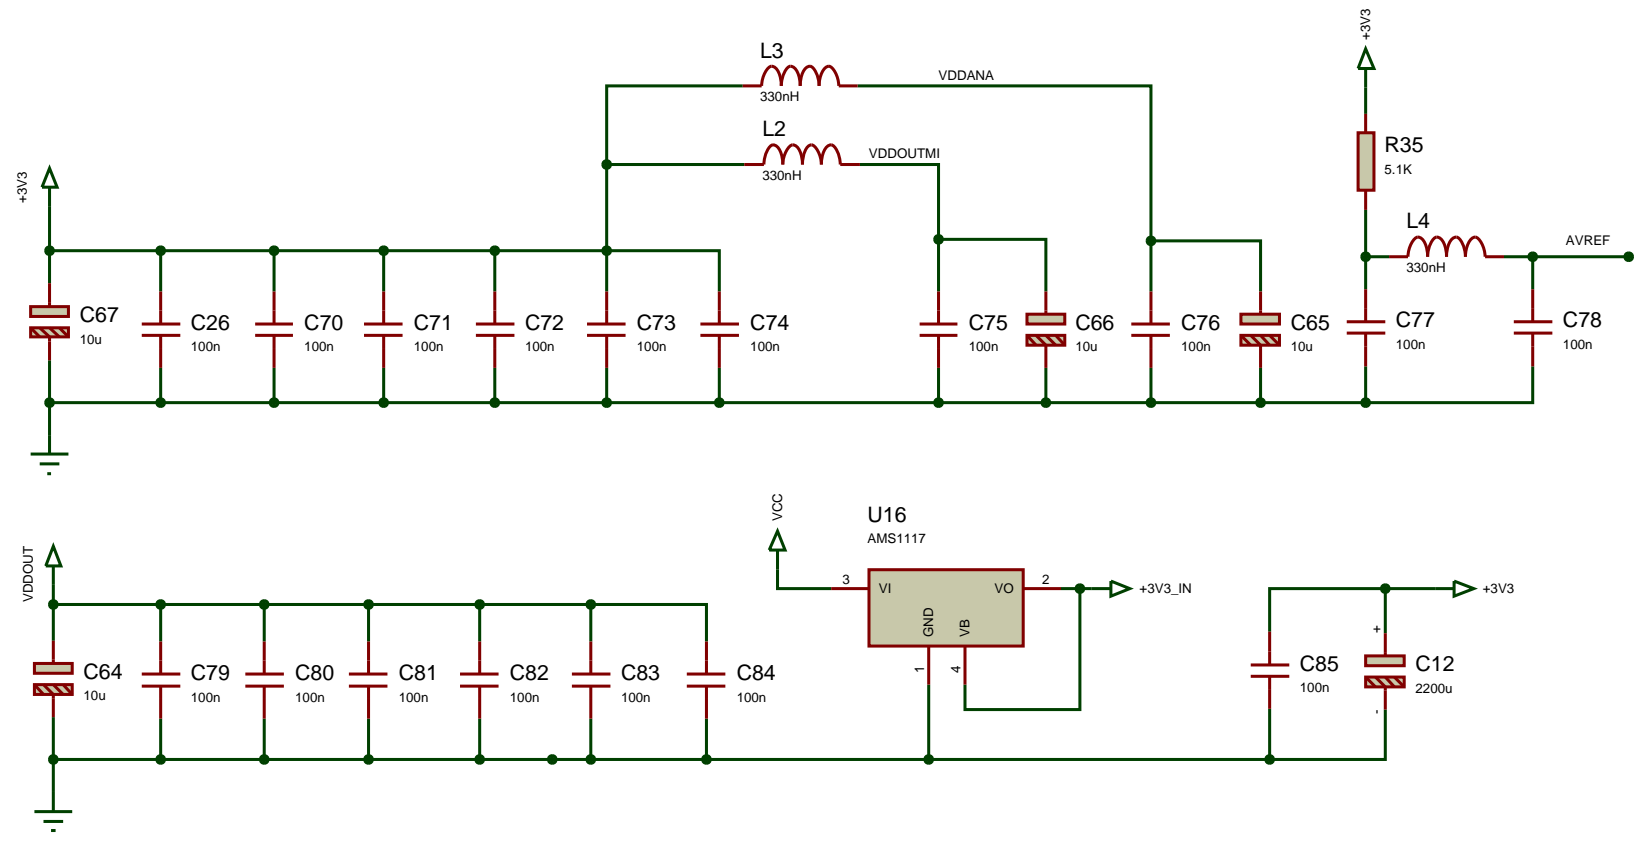 +3V3
L3
330nH
VDDANA
L2
330nH
VDDOUTMI
+3V3
R35
5.1K
L4
330nH
AVREF
C67
10u
C26
100n
C70
100n
C71
100n
C72
100n
C73
100n
C74
100n
C75
100n
C66
10u
C76
100n
C65
10u
C77
100n
C78
100n
VDDOUT
C64
10u
C79
100n
C80
100n
C81
100n
C82
100n
C83
100n
C84
100n
VCC
U16
AMS1117
3
VI
VO
2
GND
VB
1
4
+3V3_IN
+3V3
C85
100n
+
C12
2200u
-